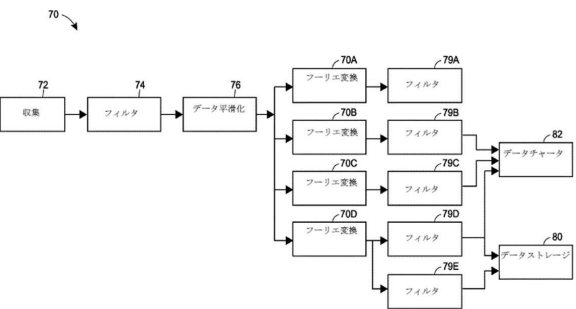 70
72
収集
74
フィルタ
76
データ平滑化
70A
フーリエ変換
79A
フィルタ
70B
フーリエ変換
79B
フィルタ
70C
フーリエ変換
79C
フィルタ
70D
フーリエ変換
79D
フィルタ
79E
フィルタ
82
データチャータ
80
データストレージ